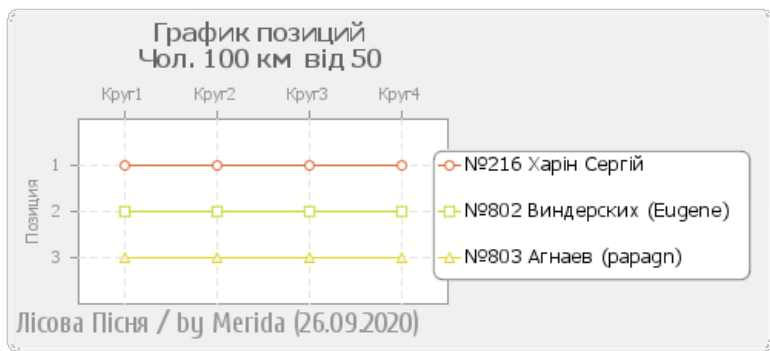 График позиций
Чол. 100 км від 50
Круг1 Круг2 Круг3 Круг4
Позиция
1
2
3
№216 Харін Сергій
№802 Виндерских (Eugene)
№803 Агнаев (papagn)
Лісова Пісня / by Merida (26.09.2020)